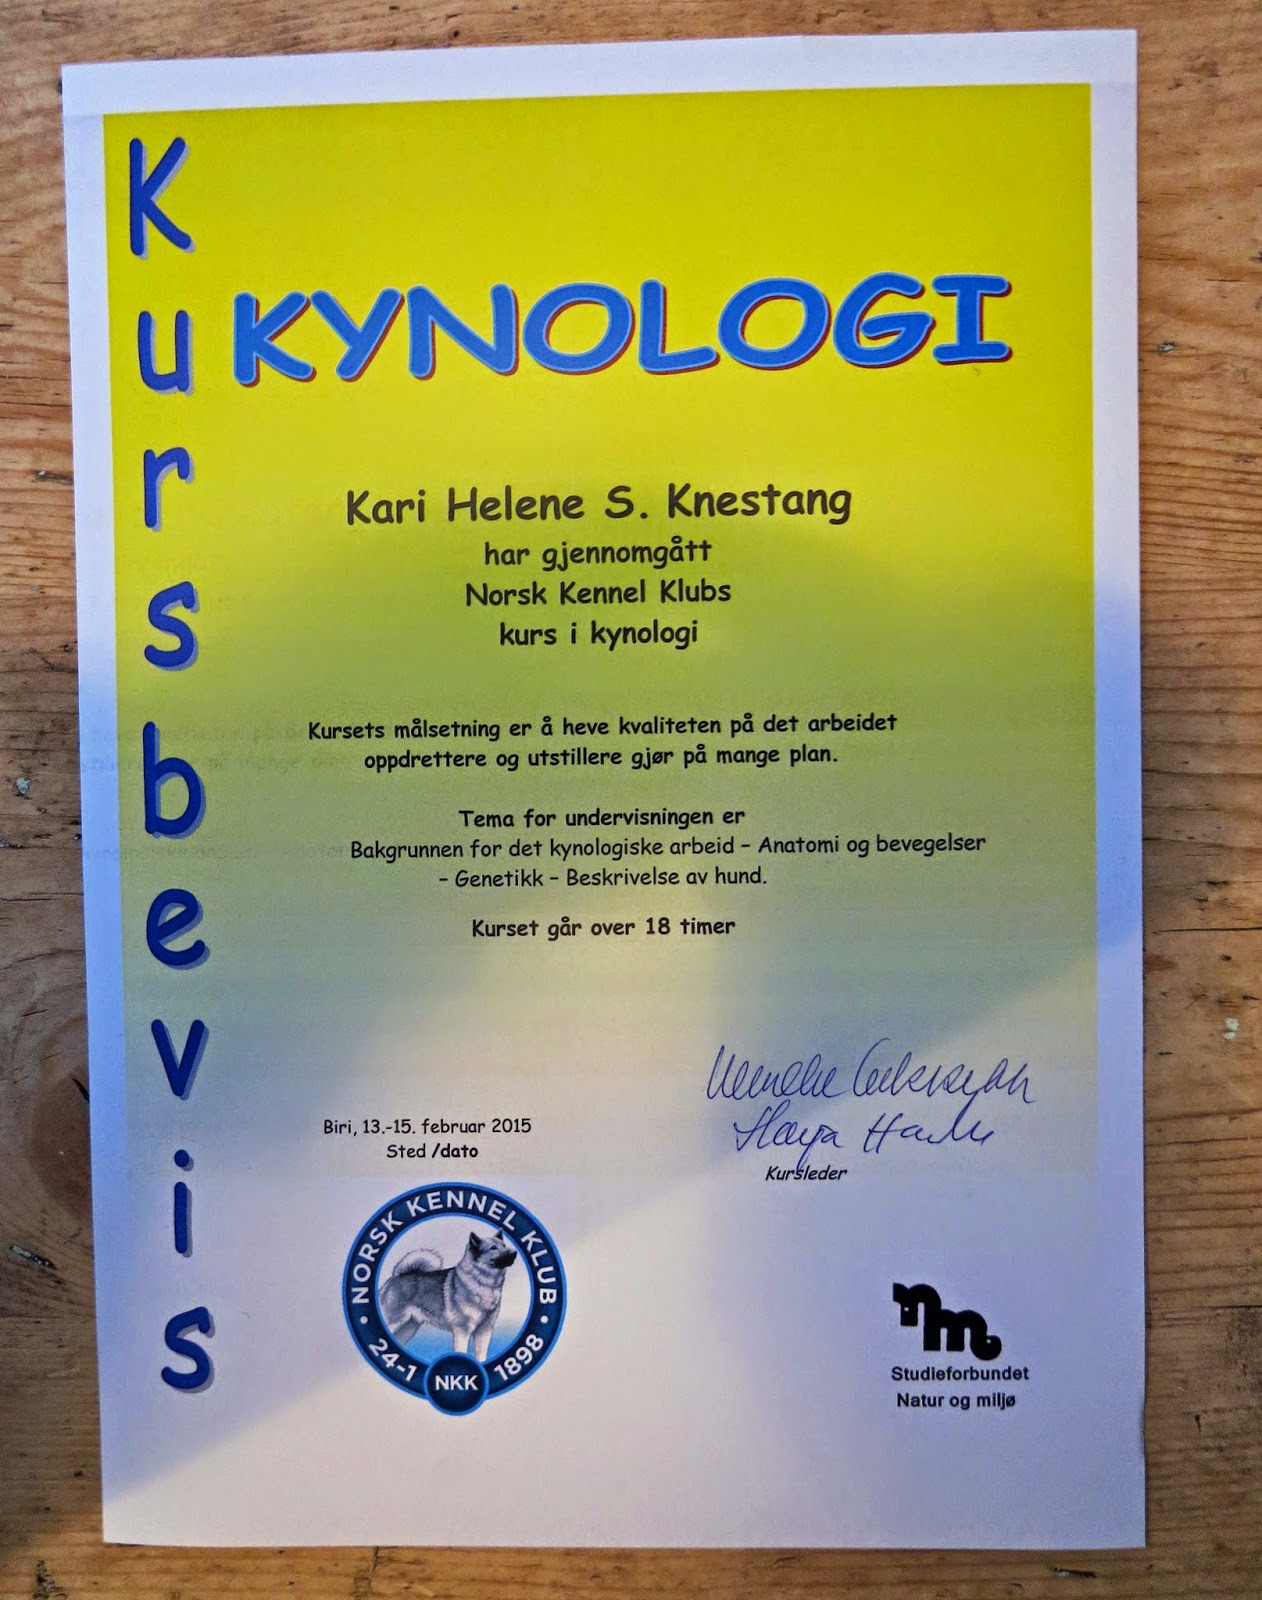 Kursbevis
KYNOLOGI
Kari Helene S. Knestang
har gjennomgått
Norsk Kennel Klubs
kurs i kynologi
Kursets målsetning er å heve kvaliteten på det arbeidet
oppdrettere og utstillere gjør på mange plan.
Tema for undervisningen er
Bakgrunnen for det kynologiske arbeid – Anatomi og bevegelser
– Genetikk – Beskrivelse av hund.
Kurset går over 18 timer
Biri, 13.-15. februar 2015
Sted /dato
Kursleder
NORSK KENNEL KLUB
24-1 NKK 1898
nm
Studieforbundet
Natur og miljø